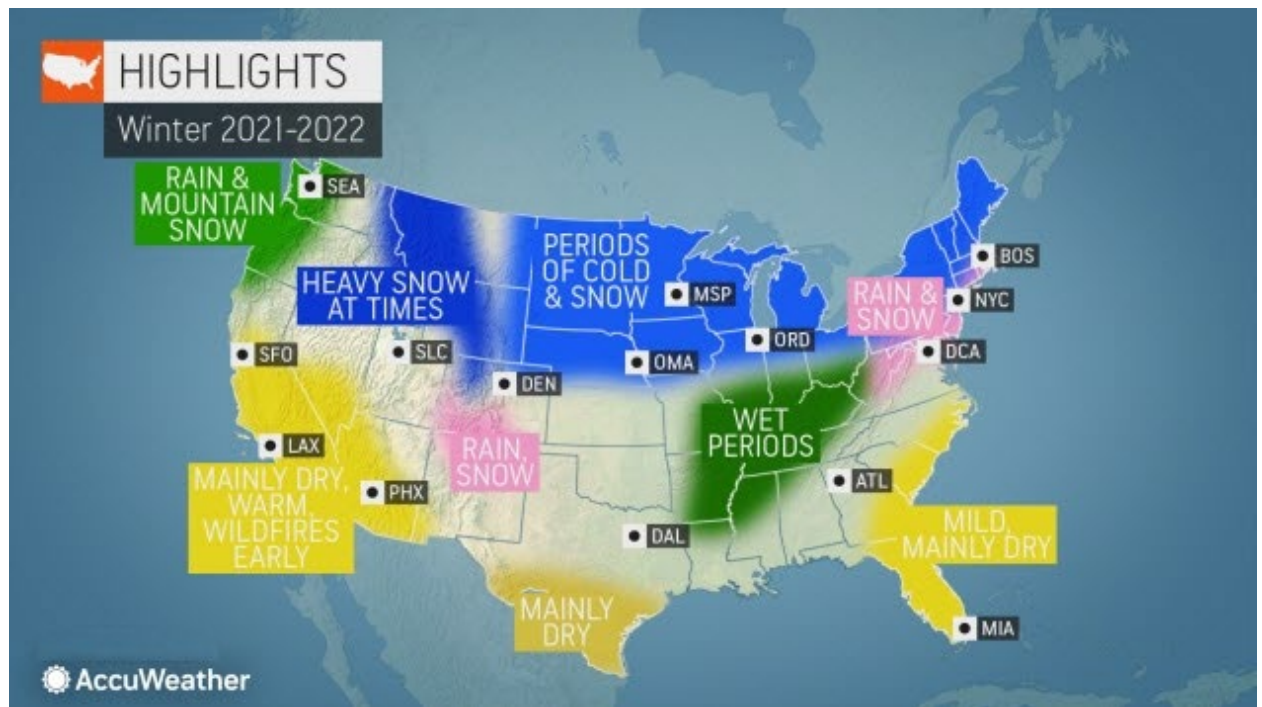 HIGHLIGHTS
Winter 2021-2022
RAIN &
MOUNTAIN
SNOW
SEA
HEAVY SNOW
AT TIMES
PERIODS
OF COLD
& SNOW
MSP
RAIN &
SNOW
BOS
NYC
DCA
SFO
SLC
DEN
OMA
ORD
LAX
PHX
MAINLY DRY,
WARM,
WILDFIRES
EARLY
RAIN,
SNOW
WET
PERIODS
ATL
DAL
MILD,
MAINLY DRY
MAINLY
DRY
MIA
AccuWeather